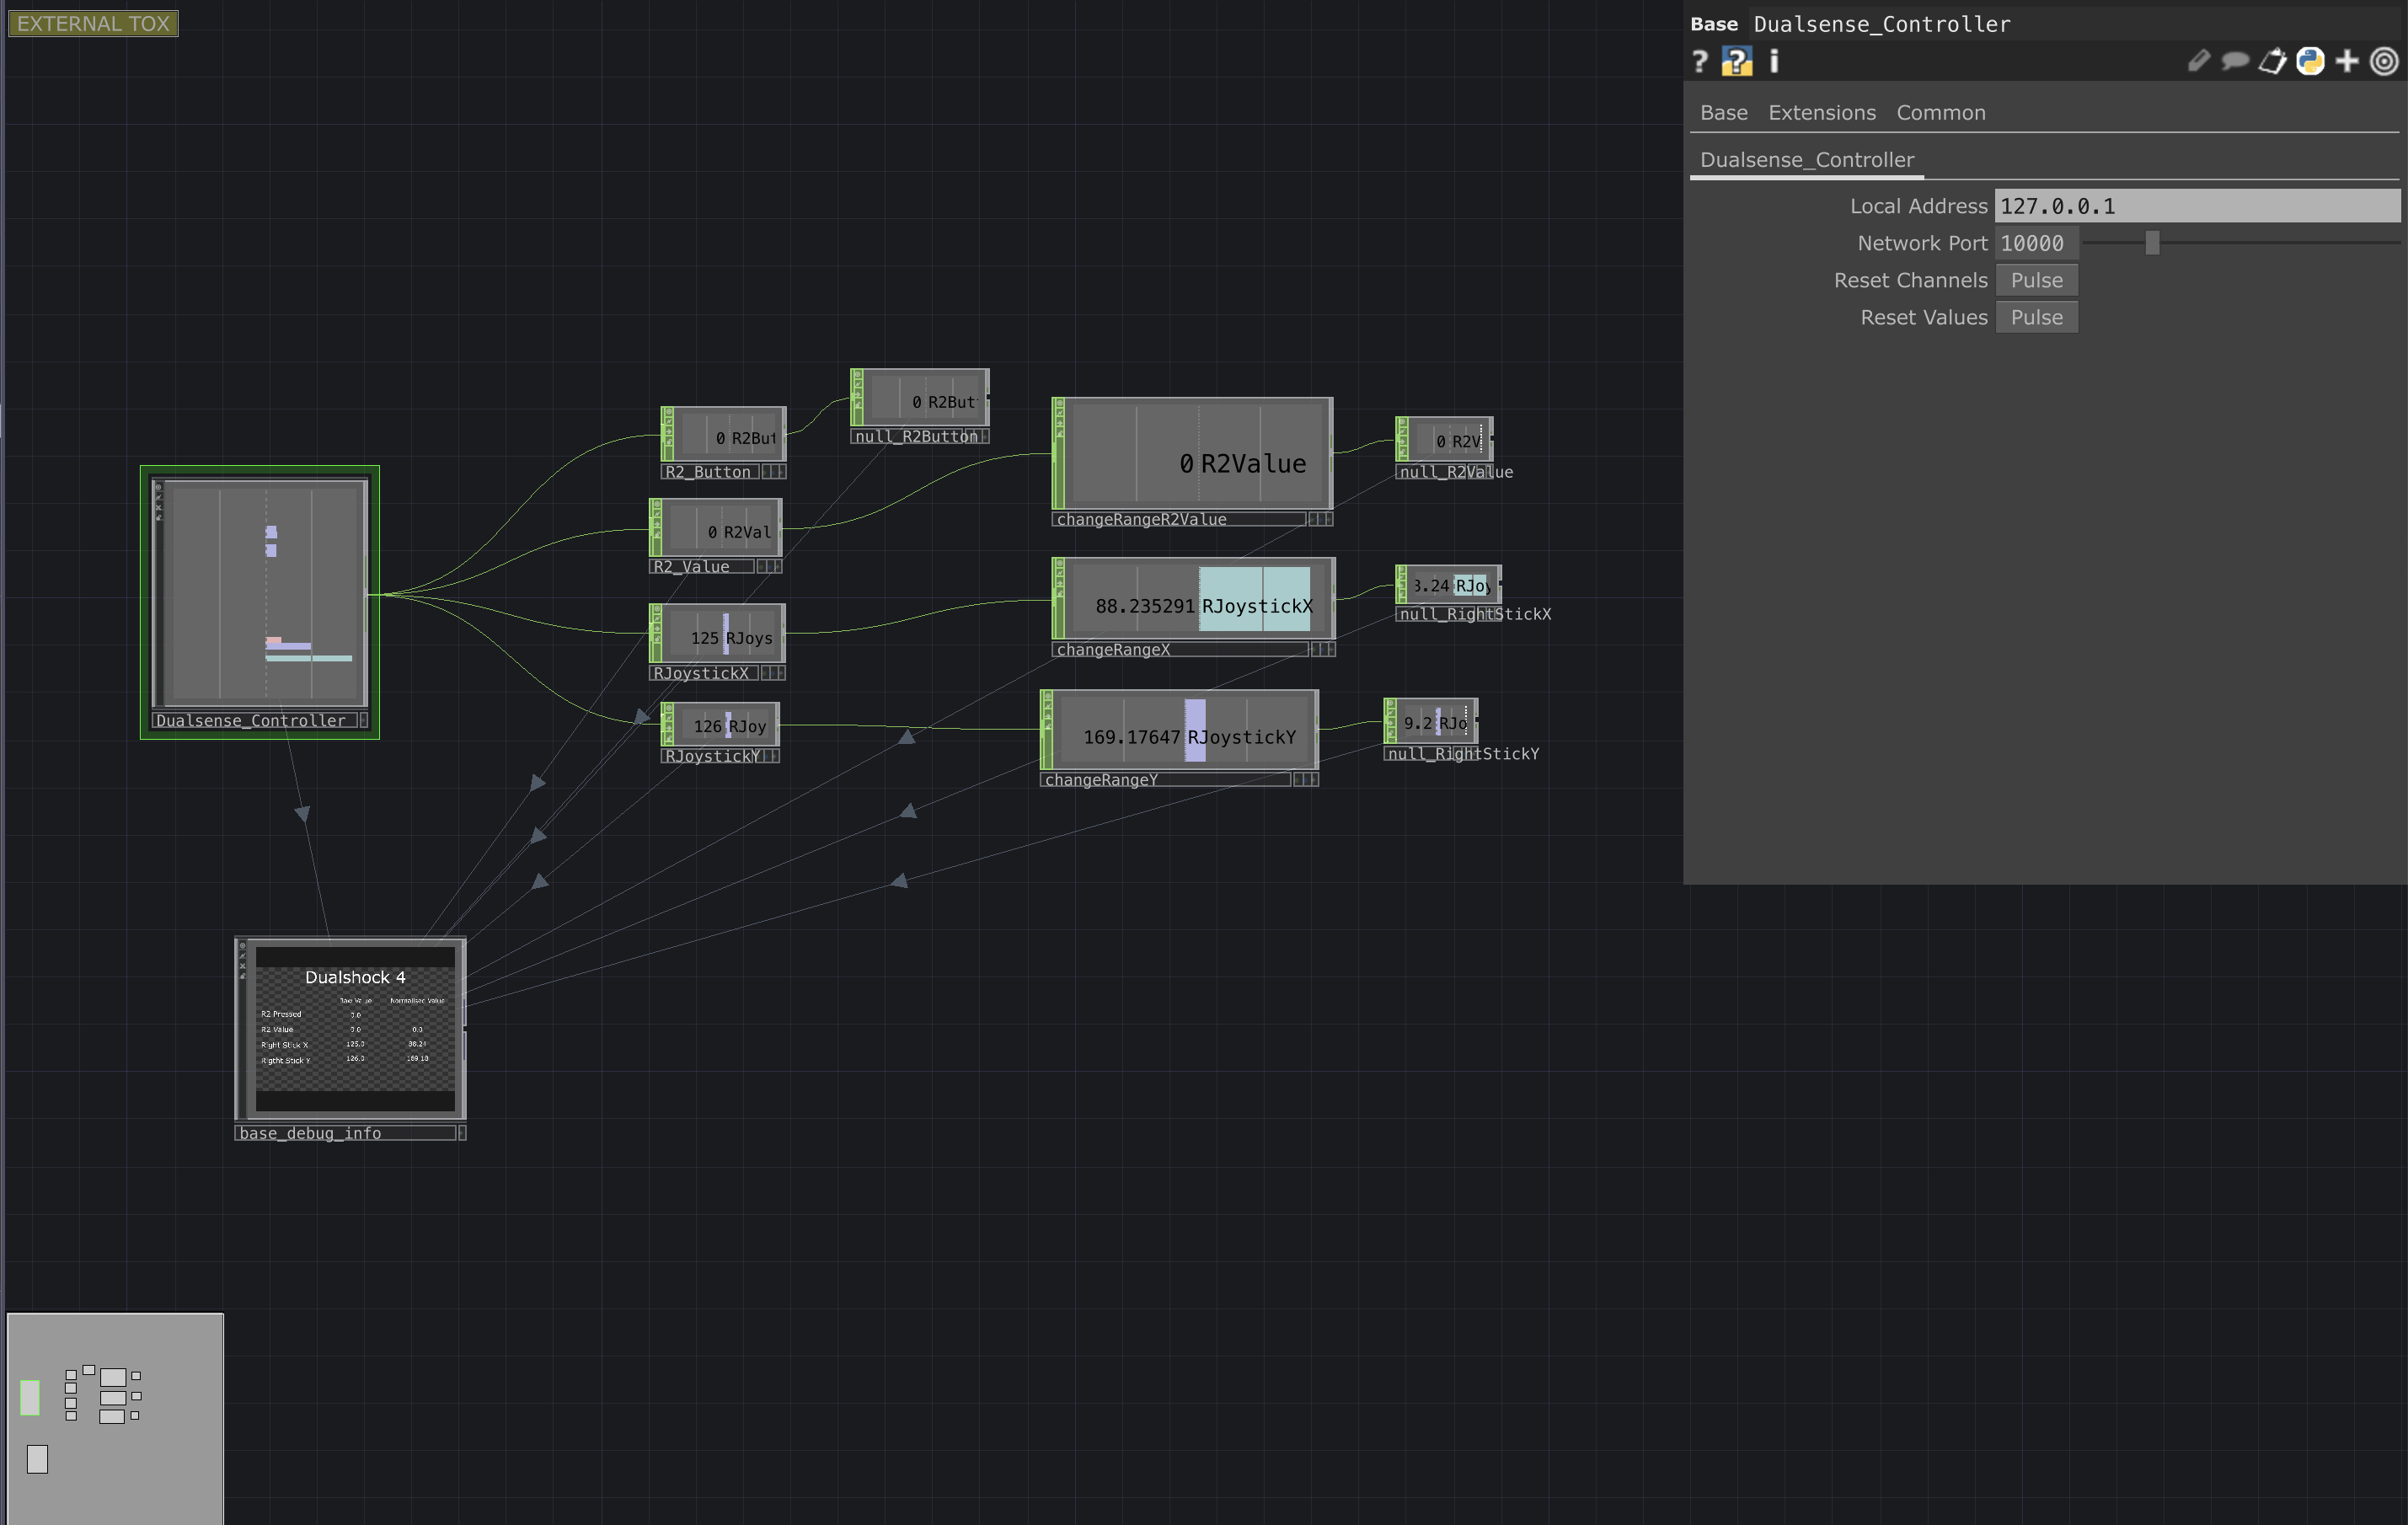 EXTERNAL TOX
Base Dualsense_Controller
? ? i
Base Extensions Common
Dualsense_Controller
Local Address 127.0.0.1
Network Port 10000
Reset Channels Pulse
Reset Values Pulse
0 R2But
R2_Button
0 R2But
null_R2Button
0 R2Value
changeRangeR2Value
0 R2V
null_R2Value
0 R2Val
R2_Value
125 RJoys
RJoystickX
88.235291 RJoystickX
changeRangeX
3.24 RJoy
null_RightStickX
126 RJoy
RJoystickY
169.17647 RJoystickY
changeRangeY
9.2 RJo
null_RightStickY
Dualsense_Controller
Dualshock 4
Raw Value Normalised Value
R2 Pressed 0.0
R2 Value 0.0 0.0
Right Stick X 125.0 88.24
Rigtht Stick Y 126.0 169.18
base_debug_info